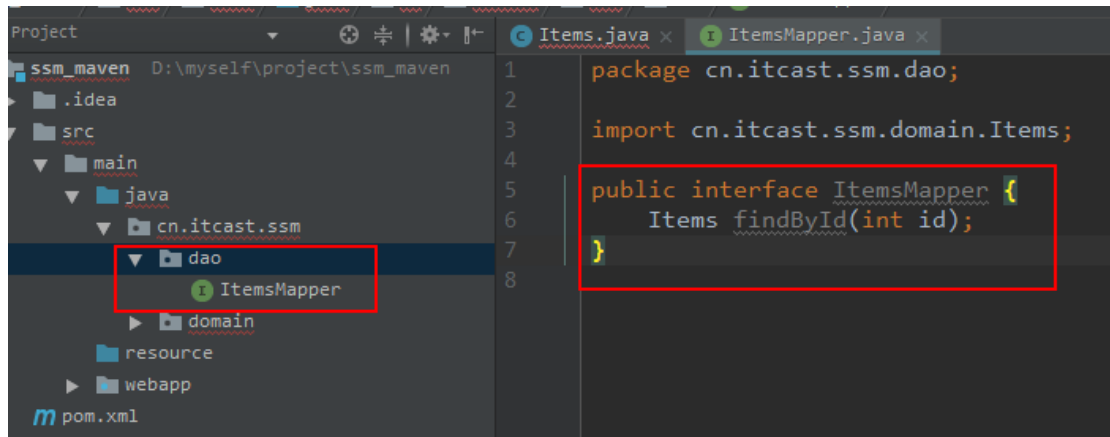 Project
ssm_maven D:\myself\project\ssm_maven
.idea
src
main
java
cn.itcast.ssm
dao
ItemsMapper
domain
resource
webapp
pom.xml
Items.java
ItemsMapper.java
1 package cn.itcast.ssm.dao;
2
3 import cn.itcast.ssm.domain.Items;
4
5 public interface ItemsMapper {
6 Items findById(int id);
7 }
8